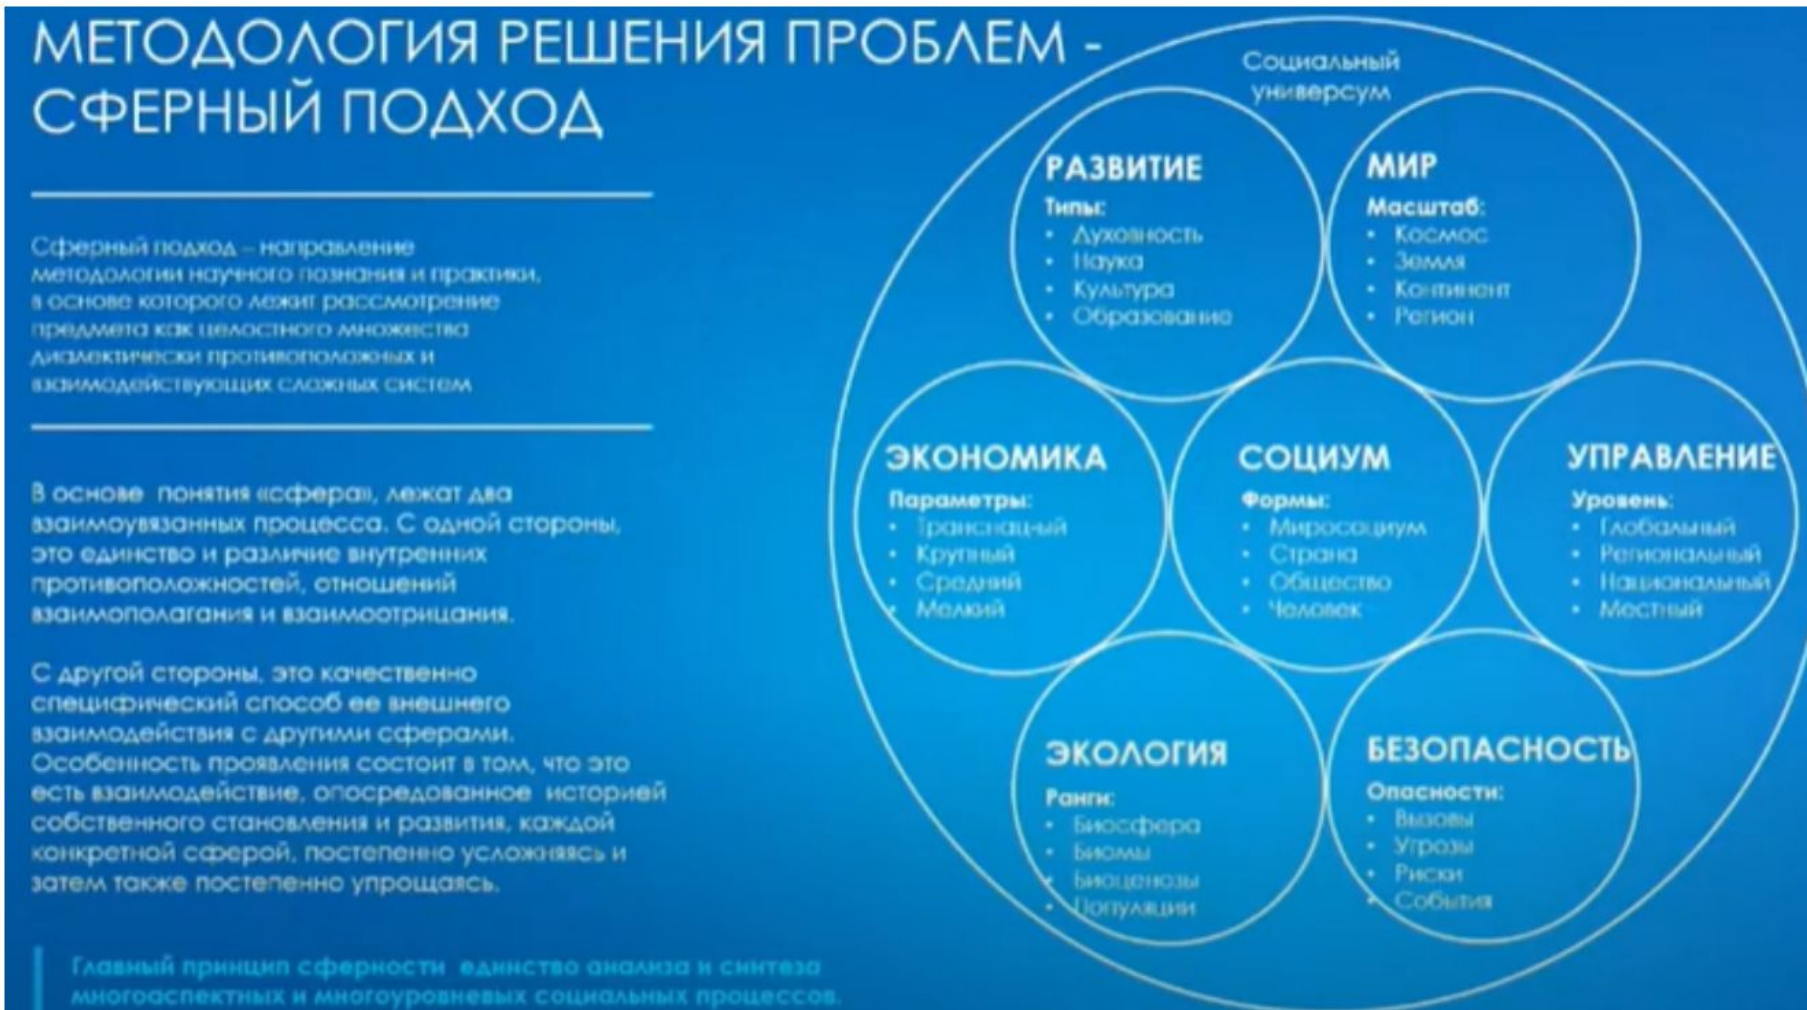 МЕТОДОЛОГИЯ РЕШЕНИЯ ПРОБЛЕМ -
СФЕРНЫЙ ПОДХОД
Сферный подход – направление
методологии научного познания и практики,
в основе которого лежит рассмотрение
предмета как целостного множества
диалектически противоположных и
взаимодействующих сложных систем
В основе понятия «сфера», лежат два
взаимоувязанных процесса. С одной стороны,
это единство и различие внутренних
противоположностей, отношений
взаимополагания и взаимоотрицания.
С другой стороны, это качественно
специфический способ ее внешнего
взаимодействия с другими сферами.
Особенность проявления состоит в том, что это
есть взаимодействие, опосредованное историей
собственного становления и развития, каждой
конкретной сферой, постепенно усложняясь и
затем также постепенно упрощаясь.
Главный принцип сферности единство анализа и синтеза
многоаспектных и многоуровневых социальных процессов.
Социальный
универсум
РАЗВИТИЕ
Типы:
• Духовность
• Наука
• Культура
• Образование
МИР
Масштаб:
• Космос
• Земля
• Континент
• Регион
ЭКОНОМИКА
Параметры:
• Транснац-ый
• Крупный
• Средний
• Мелкий
СОЦИУМ
Формы:
• Миросоциум
• Страна
• Общество
• Человек
УПРАВЛЕНИЕ
Уровень:
• Глобальный
• Региональный
• Национальный
• Местный
ЭКОЛОГИЯ
Ранги:
• Биосфера
• Биомы
• Биоценозы
• Популяции
БЕЗОПАСНОСТЬ
Опасности:
• Вызовы
• Угрозы
• Риски
• События